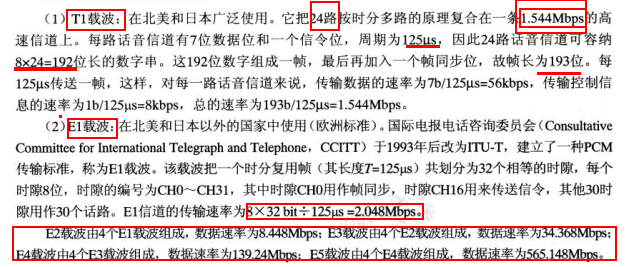 （1）T1载波：在北美和日本广泛使用。它把24路按时分多路的原理复合在一条1.544Mbps的高
速信道上。每路话音信道有7位数据位和一个信令位，周期为125μs，因此24路话音信道可容纳
8×24=192位长的数字串。这192位数字组成一帧，最后再加入一个帧同步位，故帧长为193位。每
125μs传送一帧，这样，对每一路话音信道来说，传输数据的速率为7b/125μs=56kbps，传输控制信
息的速率为1b/125μs=8kbps，总的速率为193b/125μs=1.544Mbps。
（2）E1载波：在北美和日本以外的国家中使用（欧洲标准）。国际电报电话咨询委员会（Consultative
Committee for International Telegraph and Telephone，CCITT）于1993年后改为ITU-T，建立了一种PCM
传输标准，称为E1载波。该载波把一个时分复用帧（其长度T=125μs）共划分为32个相等的时隙，每个
时隙8位，时隙的编号为CH0～CH31，其中时隙CH0用作帧同步，时隙CH16用来传送信令，其他30时
隙用作30个话路。E1信道的传输速率为8×32 bit÷125μs =2.048Mbps。
E2载波由4个E1载波组成，数据速率为8.448Mbps；E3载波由4个E2载波组成，数据速率为34.368Mbps；
E4载波由4个E3载波组成，数据速率为139.24Mbps；E5载波由4个E4载波组成，数据速率为565.148Mbps。